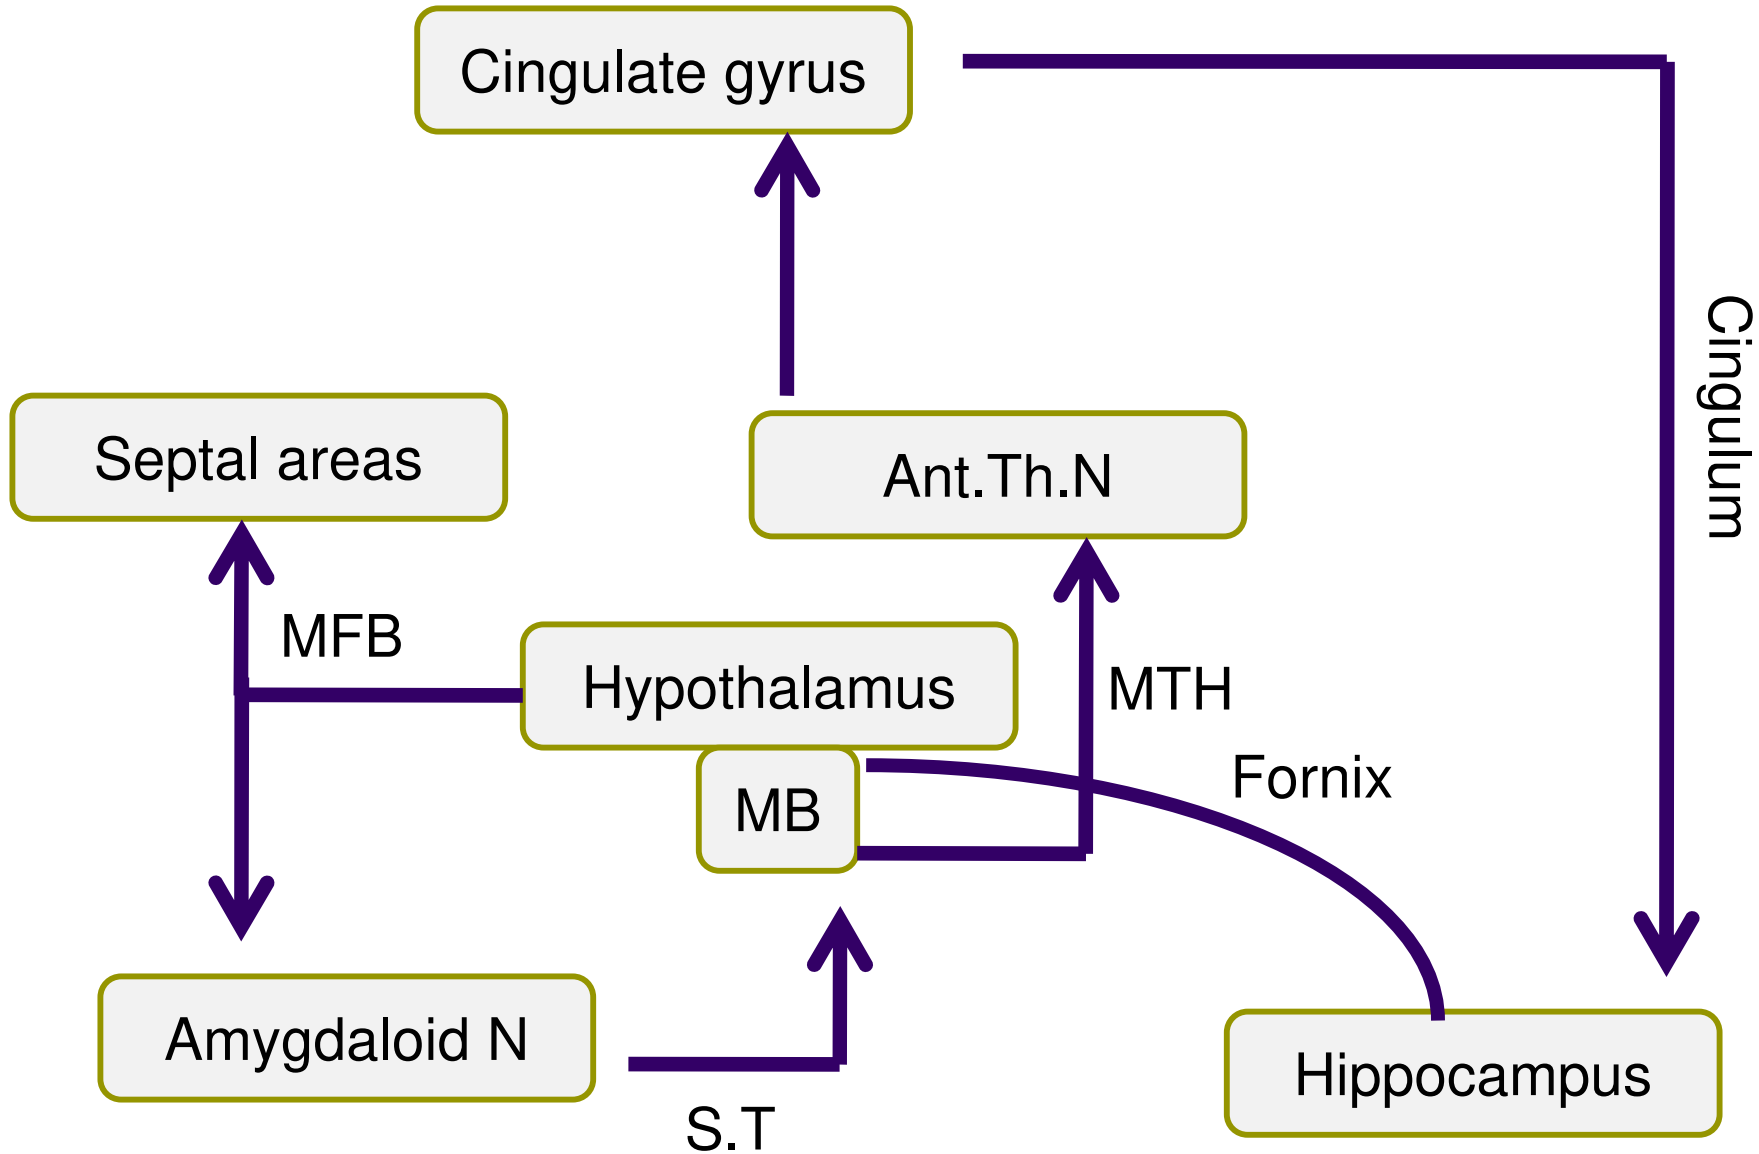 Cingulate gyrus
Cingulum
Septal areas
Ant.Th.N
MFB
Hypothalamus
MTH
MB
Fornix
Amygdaloid N
Hippocampus
S.T